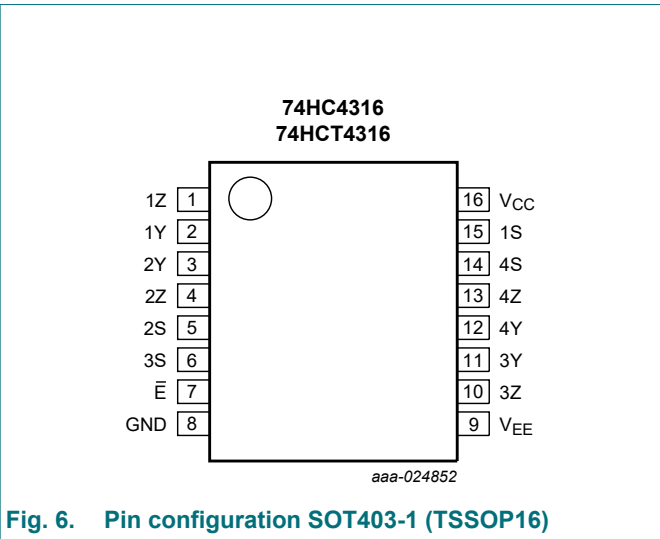 74HC4316
74HCT4316
1Z 1 16 VCC
1Y 2 15 1S
2Y 3 14 4S
2Z 4 13 4Z
2S 5 12 4Y
3S 6 11 3Y
E̅ 7 10 3Z
GND 8 9 VEE
aaa-024852
Fig. 6. Pin configuration SOT403-1 (TSSOP16)